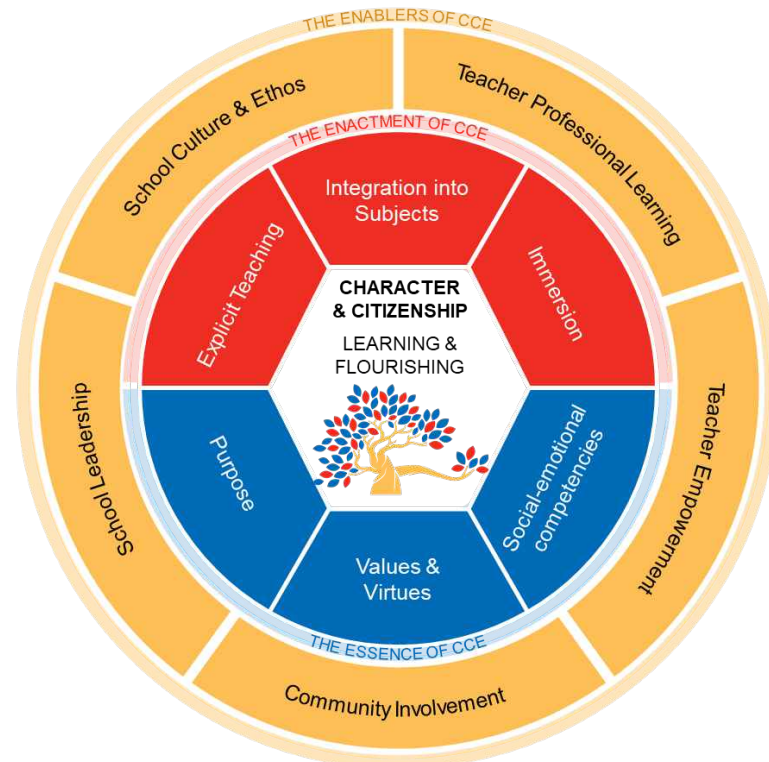 THE ENABLERS OF CCE
School Culture & Ethos
Teacher Professional Learning
THE ENACTMENT OF CCE
Integration into
Subjects
Explicit Teaching
Immersion
CHARACTER
& CITIZENSHIP
LEARNING &
FLOURISHING
School Leadership
Teacher Empowerment
Purpose
Social-emotional
competencies
Values &
Virtues
THE ESSENCE OF CCE
Community Involvement